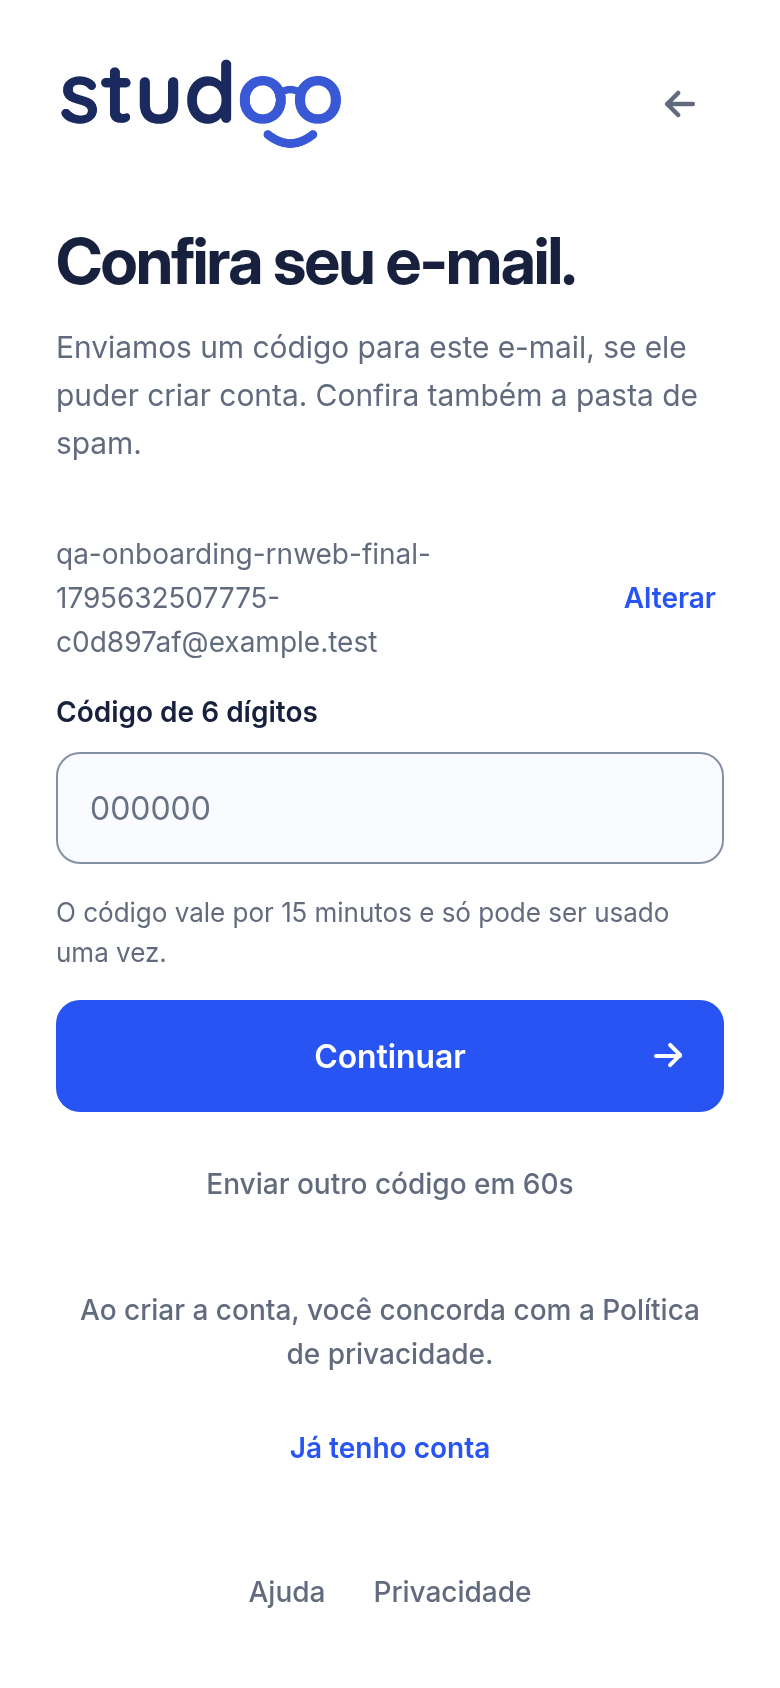 studoo
Confira seu e-mail.
Enviamos um código para este e-mail, se ele
puder criar conta. Confira também a pasta de
spam.
qa-onboarding-rnweb-final-
1795632507775-
c0d897af@example.test
Alterar
Código de 6 dígitos
000000
O código vale por 15 minutos e só pode ser usado
uma vez.
Continuar
Enviar outro código em 60s
Ao criar a conta, você concorda com a Política
de privacidade.
Já tenho conta
Ajuda Privacidade